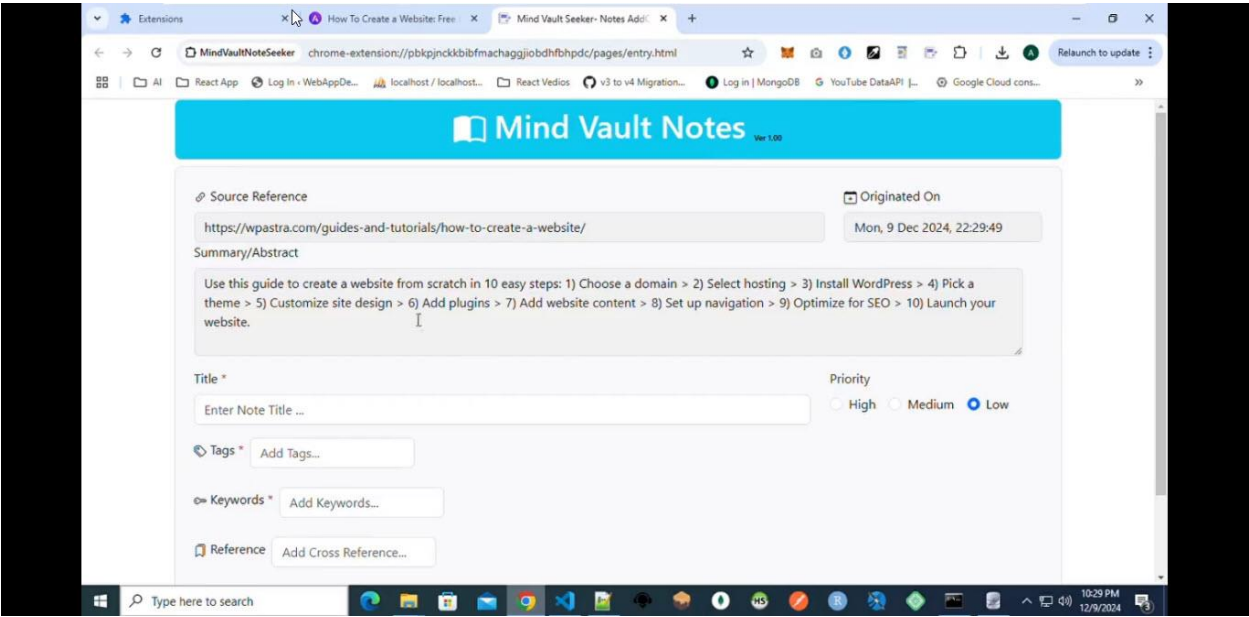 Extensions
How To Create a Website: Free
Mind Vault Seeker- Notes Add
MindVaultNoteSeeker
chrome-extension://pbkpjnckkbibfmachaggjiobdhfbhpdc/pages/entry.html
Relaunch to update
AI
React App
Log In ‹ WebAppDe...
localhost / localhost...
React Vedios
v3 to v4 Migration...
Log in | MongoDB
YouTube DataAPI |...
Google Cloud cons...
Mind Vault Notes Ver 1.00
Source Reference
Originated On
https://wpastra.com/guides-and-tutorials/how-to-create-a-website/
Mon, 9 Dec 2024, 22:29:49
Summary/Abstract
Use this guide to create a website from scratch in 10 easy steps: 1) Choose a domain > 2) Select hosting > 3) Install WordPress > 4) Pick a
theme > 5) Customize site design > 6) Add plugins > 7) Add website content > 8) Set up navigation > 9) Optimize for SEO > 10) Launch your
website.
Title *
Priority
Enter Note Title ...
High
Medium
Low
Tags *
Add Tags...
Keywords *
Add Keywords...
Reference
Add Cross Reference...
Type here to search
HS
R
10:29 PM
12/9/2024
3